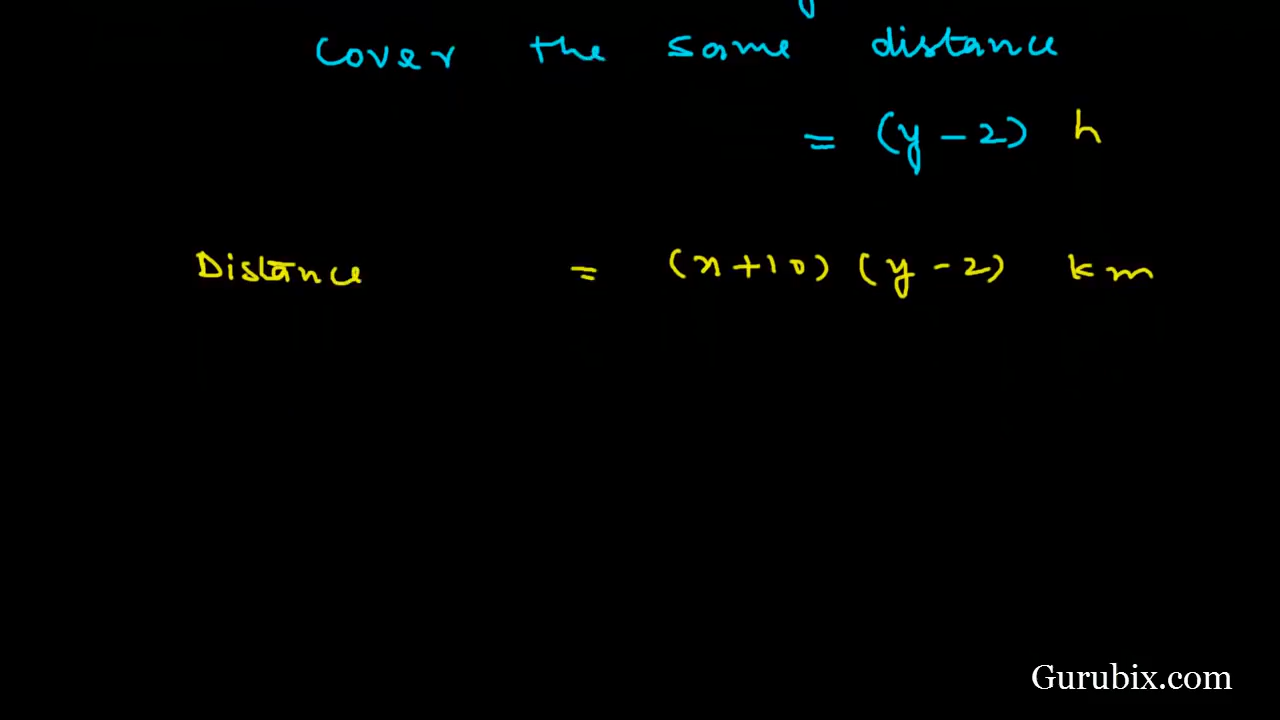 cover the same distance
= (y - 2) h
Distance = (x + 10) (y - 2) km
Gurubix.com